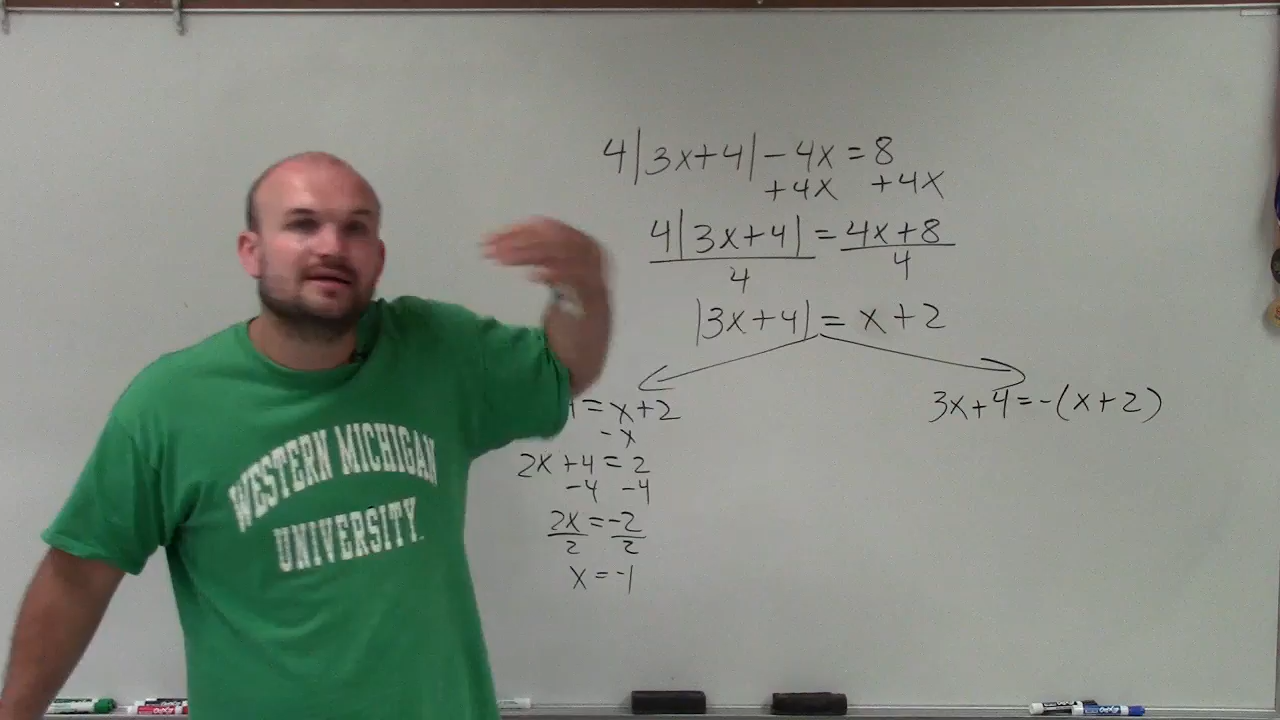 4|3x+4|-4x=8
+4x +4x
4|3x+4|=4x+8
4 4
|3x+4|=x+2
=x+2
-x
2x+4=2
-4 -4
2x=-2
2 2
x=-1
3x+4=-(x+2)
WESTERN MICHIGAN
UNIVERSITY.